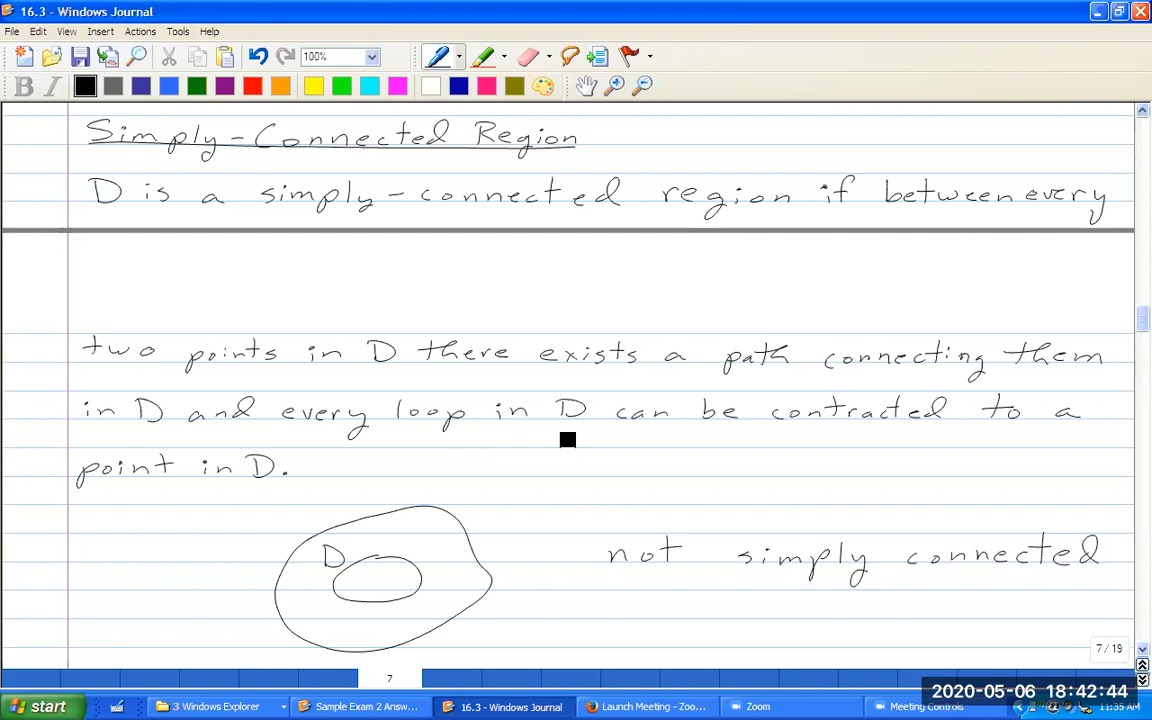 16.3 - Windows Journal
File Edit View Insert Actions Tools Help
100%
B I
Simply-Connected Region
D is a simply-connected region if between every
two points in D there exists a path connecting them
in D and every loop in D can be contracted to a
point in D.
D
not simply connected
7 / 19
7
2020-05-06 18:42:44
start
3 Windows Explorer
Sample Exam 2 Answ...
16.3 - Windows Journal
Launch Meeting - Zoo...
Zoom
Meeting Controls
11:35 AM